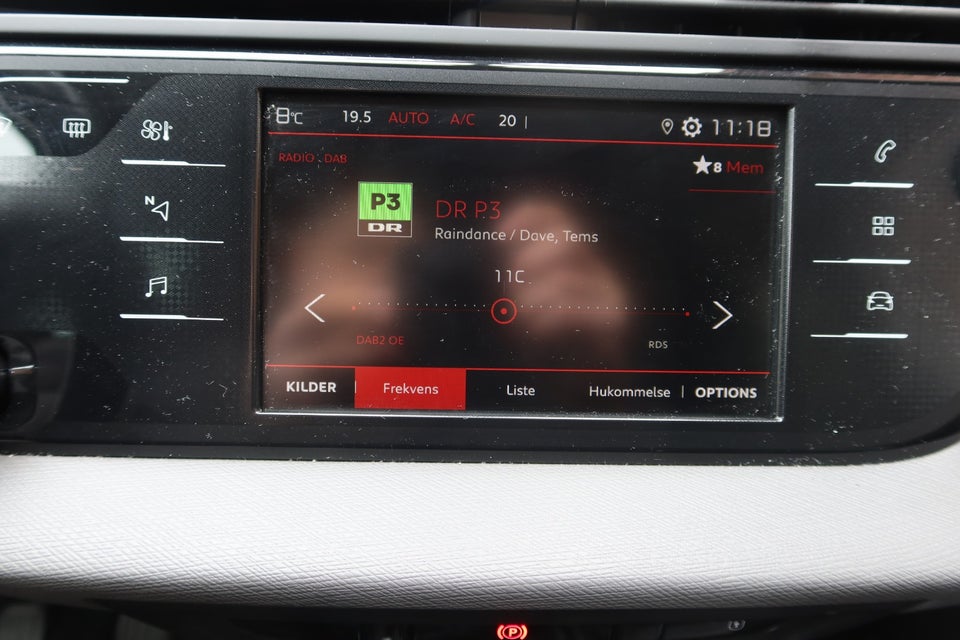 8°C 19.5 AUTO A/C 20 11:18
RADIO DAB
8 Mem
P3
DR
DR P3
Raindance / Dave, Tems
11C
DAB2 OE
RDS
KILDER Frekvens Liste Hukommelse OPTIONS
N
P